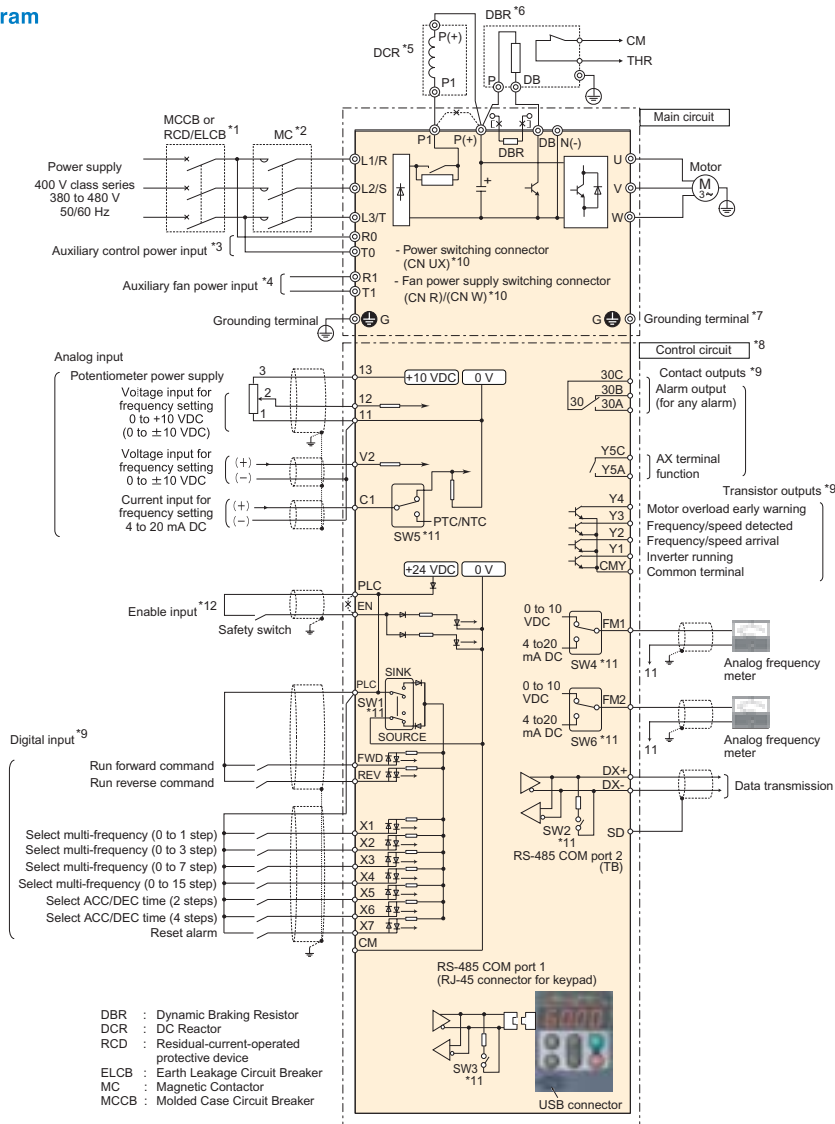 ram
DBR *6
P(+)
DCR *5
P1
P
DB
CM
THR
MCCB or
RCD/ELCB *1
MC *2
Main circuit
P1
P(+)
DBR
DB
N(-)
Power supply
400 V class series
380 to 480 V
50/60 Hz
L1/R
L2/S
L3/T
U
V
W
Motor
M
3~
Auxiliary control power input *3
R0
T0
- Power switching connector
(CN UX) *10
Auxiliary fan power input *4
R1
T1
- Fan power supply switching connector
(CN R)/(CN W) *10
Grounding terminal
G
G
Grounding terminal *7
Control circuit *8
Analog input
Potentiometer power supply
3
2
1
13
12
11
+10 VDC
0 V
Voltage input for
frequency setting
0 to +10 VDC
(0 to ±10 VDC)
Voltage input for
frequency setting
0 to ±10 VDC
(+)
(-)
V2
Current input for
frequency setting
4 to 20 mA DC
(+)
(-)
C1
PTC/NTC
SW5 *11
30C
30B
30
30A
Contact outputs *9
Alarm output
(for any alarm)
Y5C
Y5A
AX terminal
function
Transistor outputs *9
Y4
Y3
Y2
Y1
CMY
Motor overload early warning
Frequency/speed detected
Frequency/speed arrival
Inverter running
Common terminal
+24 VDC
0 V
PLC
EN
Enable input *12
Safety switch
0 to 10
VDC
4 to20
mA DC
SW4 *11
FM1
11
Analog frequency
meter
PLC
SINK
SW1
*11
SOURCE
0 to 10
VDC
4 to20
mA DC
SW6 *11
FM2
11
Analog frequency
meter
Digital input *9
Run forward command
Run reverse command
FWD
REV
DX+
DX-
Data transmission
SW2
*11
SD
RS-485 COM port 2
(TB)
Select multi-frequency (0 to 1 step)
Select multi-frequency (0 to 3 step)
Select multi-frequency (0 to 7 step)
Select multi-frequency (0 to 15 step)
Select ACC/DEC time (2 steps)
Select ACC/DEC time (4 steps)
Reset alarm
X1
X2
X3
X4
X5
X6
X7
CM
RS-485 COM port 1
(RJ-45 connector for keypad)
SW3
*11
USB connector
DBR : Dynamic Braking Resistor
DCR : DC Reactor
RCD : Residual-current-operated
protective device
ELCB : Earth Leakage Circuit Breaker
MC : Magnetic Contactor
MCCB : Molded Case Circuit Breaker